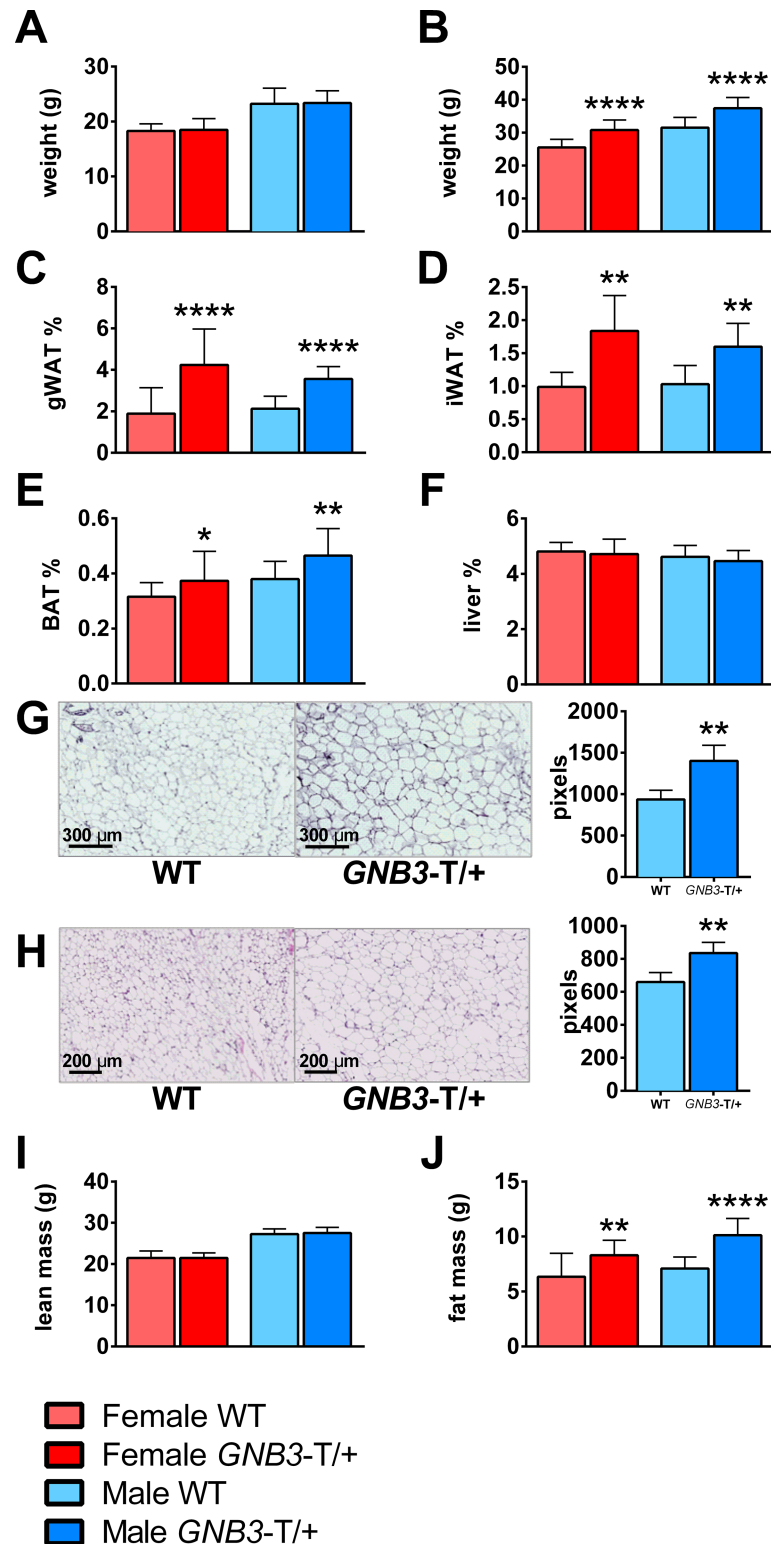 A
weight (g)
30
20
10
0
B
weight (g)
50
40
30
20
10
0
****
****
C
gWAT %
8
6
4
2
0
****
****
D
iWAT %
2.5
2.0
1.5
1.0
0.5
0.0
**
**
E
BAT %
0.6
0.4
0.2
0.0
*
**
F
liver %
6
4
2
0
G
300 µm
300 µm
WT
GNB3-T/+
pixels
2000
1500
1000
500
0
**
WT
GNB3-T/+
H
200 µm
200 µm
WT
GNB3-T/+
pixels
1000
800
600
400
200
0
**
WT
GNB3-T/+
I
lean mass (g)
40
30
20
10
0
J
fat mass (g)
15
10
5
0
**
****
Female WT
Female GNB3-T/+
Male WT
Male GNB3-T/+